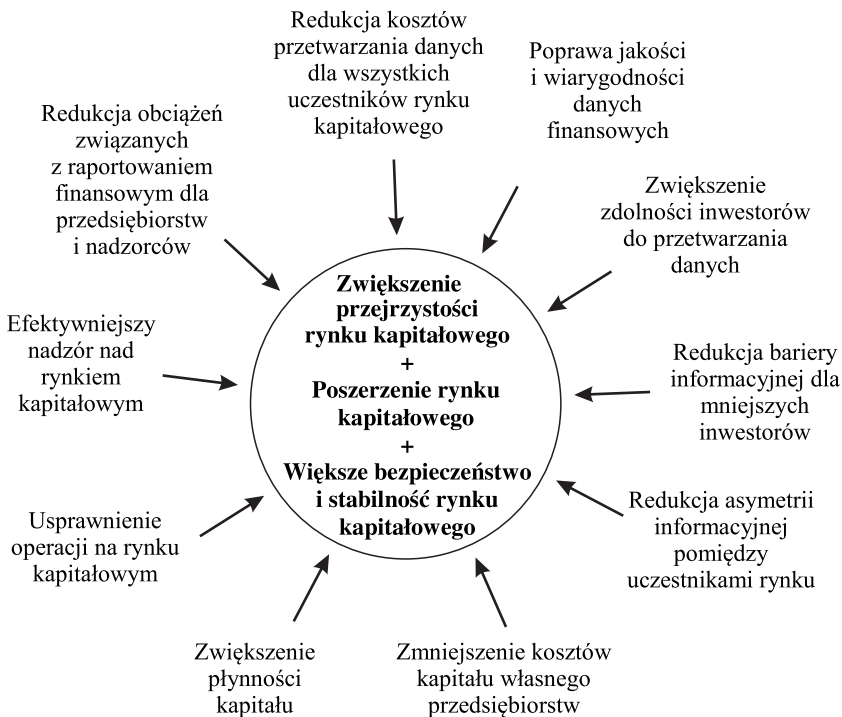 Redukcja kosztów
przetwarzania danych
dla wszystkich
uczestników rynku
kapitałowego
Poprawa jakości
i wiarygodności
danych
finansowych
Zwiększenie
zdolności inwestorów
do przetwarzania
danych
Redukcja bariery
informacyjnej dla
mniejszych
inwestorów
Redukcja asymetrii
informacyjnej
pomiędzy
uczestnikami rynku
Zmniejszenie kosztów
kapitału własnego
przedsiębiorstw
Zwiększenie
płynności
kapitału
Usprawnienie
operacji na rynku
kapitałowym
Efektywniejszy
nadzór nad
rynkiem
kapitałowym
Redukcja obciążeń
związanych
z raportowaniem
finansowym dla
przedsiębiorstw
i nadzorców
Zwiększenie
przejrzystości
rynku kapitałowego
+
Poszerzenie rynku
kapitałowego
+
Większe bezpieczeństwo
i stabilność rynku
kapitałowego